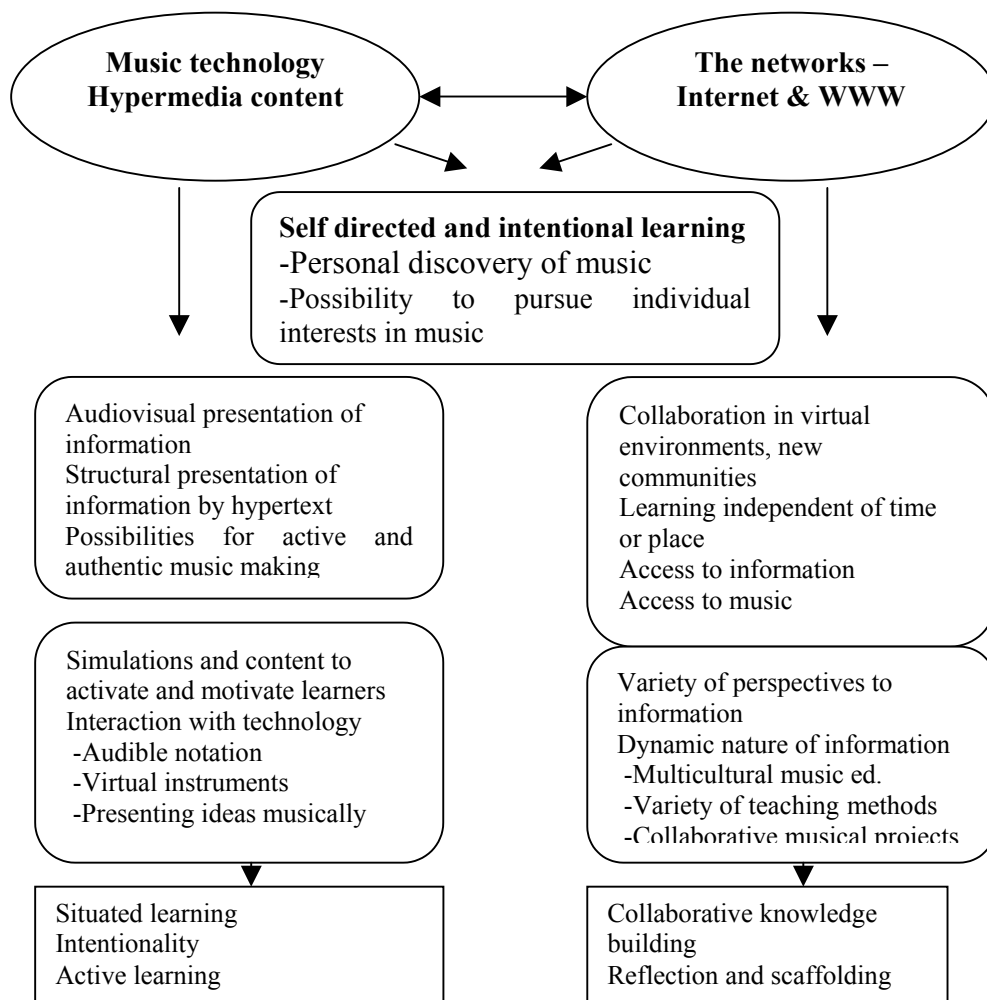 Music technology
Hypermedia content
The networks –
Internet & WWW
Self directed and intentional learning
-Personal discovery of music
-Possibility to pursue individual
interests in music
Audiovisual presentation of
information
Structural presentation of
information by hypertext
Possibilities for active and
authentic music making
Collaboration in virtual
environments, new
communities
Learning independent of time
or place
Access to information
Access to music
Simulations and content to
activate and motivate learners
Interaction with technology
-Audible notation
-Virtual instruments
-Presenting ideas musically
Variety of perspectives to
information
Dynamic nature of information
-Multicultural music ed.
-Variety of teaching methods
-Collaborative musical projects
Situated learning
Intentionality
Active learning
Collaborative knowledge
building
Reflection and scaffolding